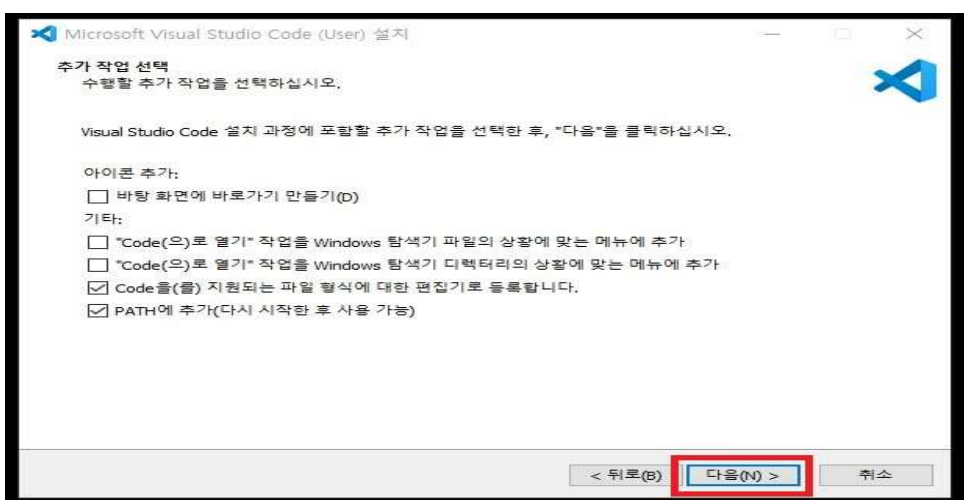 Microsoft Visual Studio Code (User) 설치
추가 작업 선택
수행할 추가 작업을 선택하십시오.
Visual Studio Code 설치 과정에 포함할 추가 작업을 선택한 후, "다음"을 클릭하십시오.
아이콘 추가:
바탕 화면에 바로가기 만들기(D)
기타:
"Code(으)로 열기" 작업을 Windows 탐색기 파일의 상황에 맞는 메뉴에 추가
"Code(으)로 열기" 작업을 Windows 탐색기 디렉터리의 상황에 맞는 메뉴에 추가
Code을(를) 지원되는 파일 형식에 대한 편집기로 등록합니다.
PATH에 추가(다시 시작한 후 사용 가능)
< 뒤로(B) 다음(N) > 취소